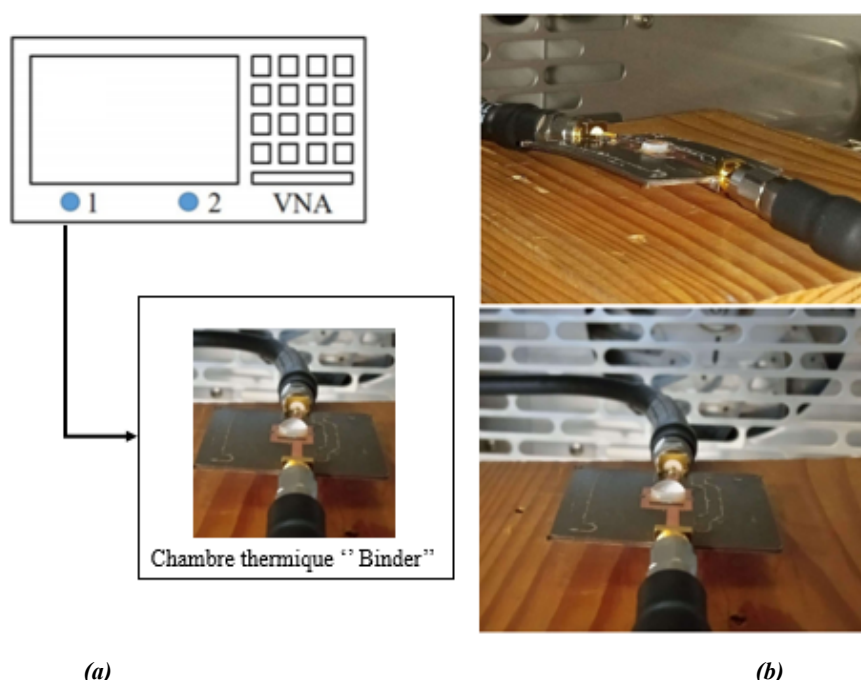 1
2
VNA
Chambre thermique ‘’ Binder’’
(a)
(b)